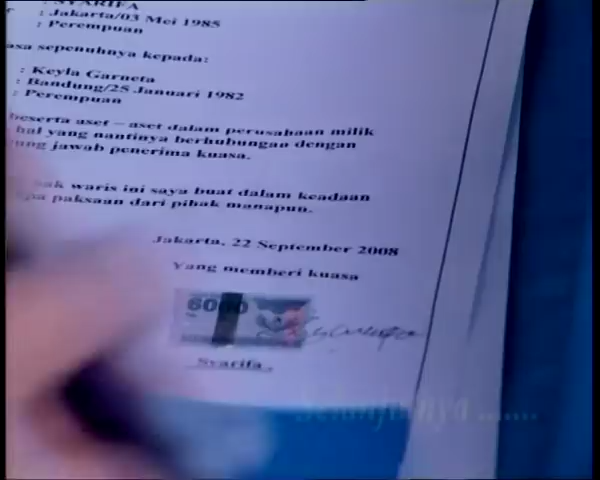 SYARIFA
: Jakarta/03 Mei 1985
: Perempuan
asa sepenuhnya kepada:
: Keyla Garneta
: Bandung/25 Januari 1982
: Perempuan
beserta aset – aset dalam perusahaan milik
hal yang nantinya berhubungan dengan
jawab penerima kuasa.
waris ini saya buat dalam keadaan
paksaan dari pihak manapun.
Jakarta, 22 September 2008
Yang memberi kuasa
6000
Syarifa
Selanjutnya .......